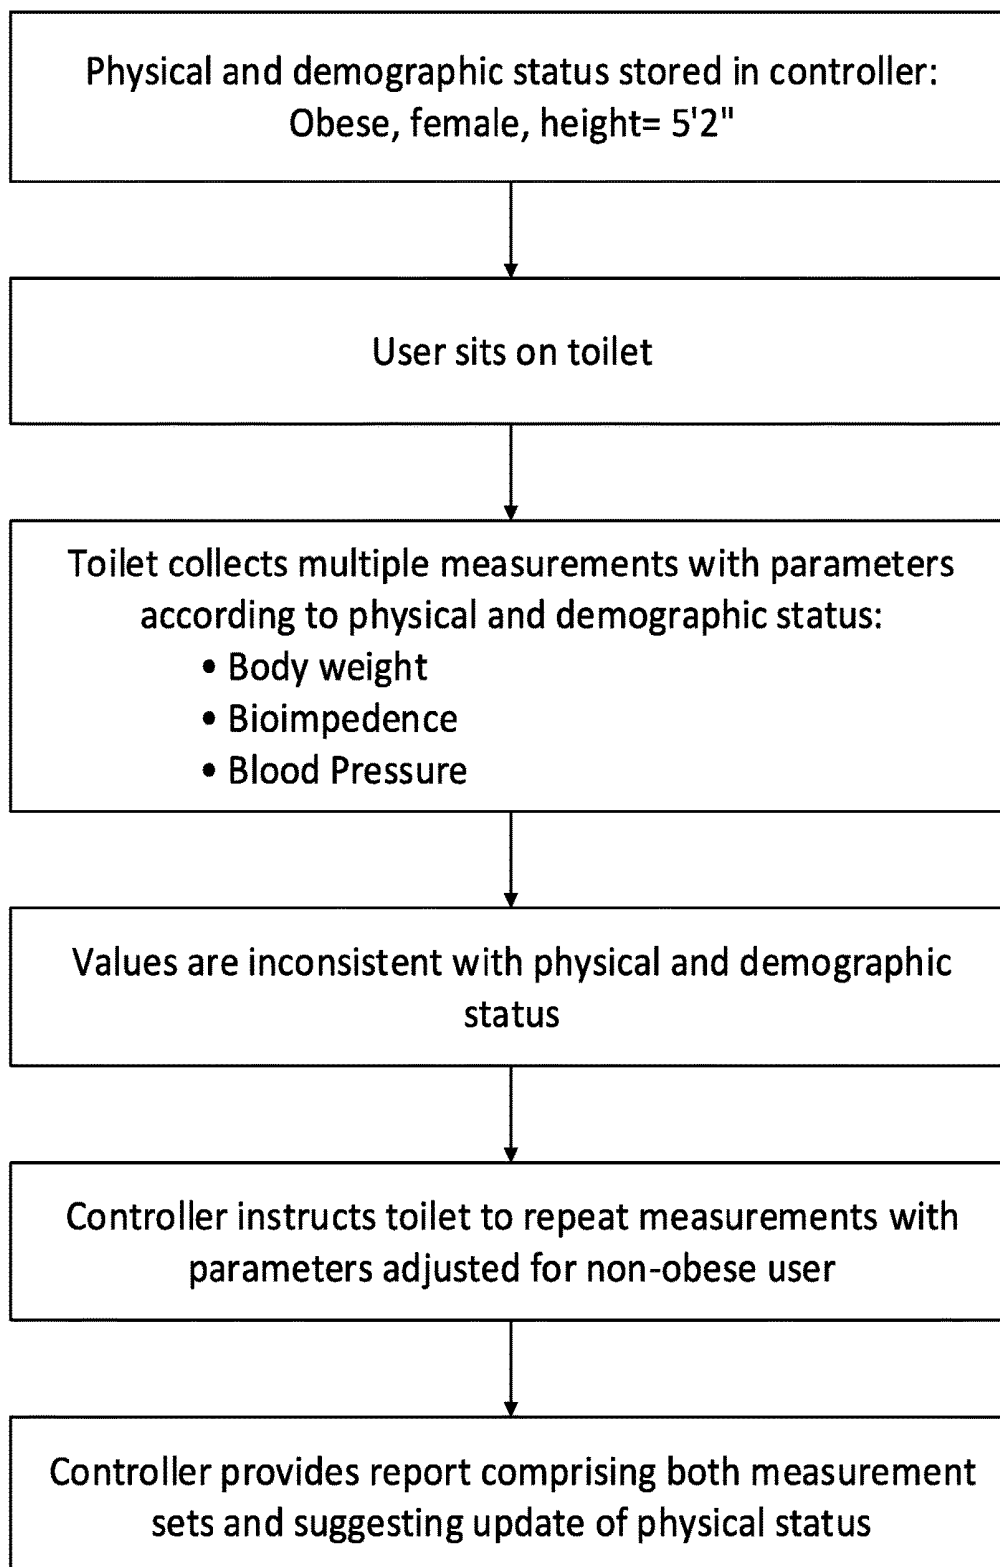 Physical and demographic status stored in controller:
Obese, female, height= 5'2"
User sits on toilet
Toilet collects multiple measurements with parameters
according to physical and demographic status:
• Body weight
• Bioimpedence
• Blood Pressure
Values are inconsistent with physical and demographic
status
Controller instructs toilet to repeat measurements with
parameters adjusted for non-obese user
Controller provides report comprising both measurement
sets and suggesting update of physical status